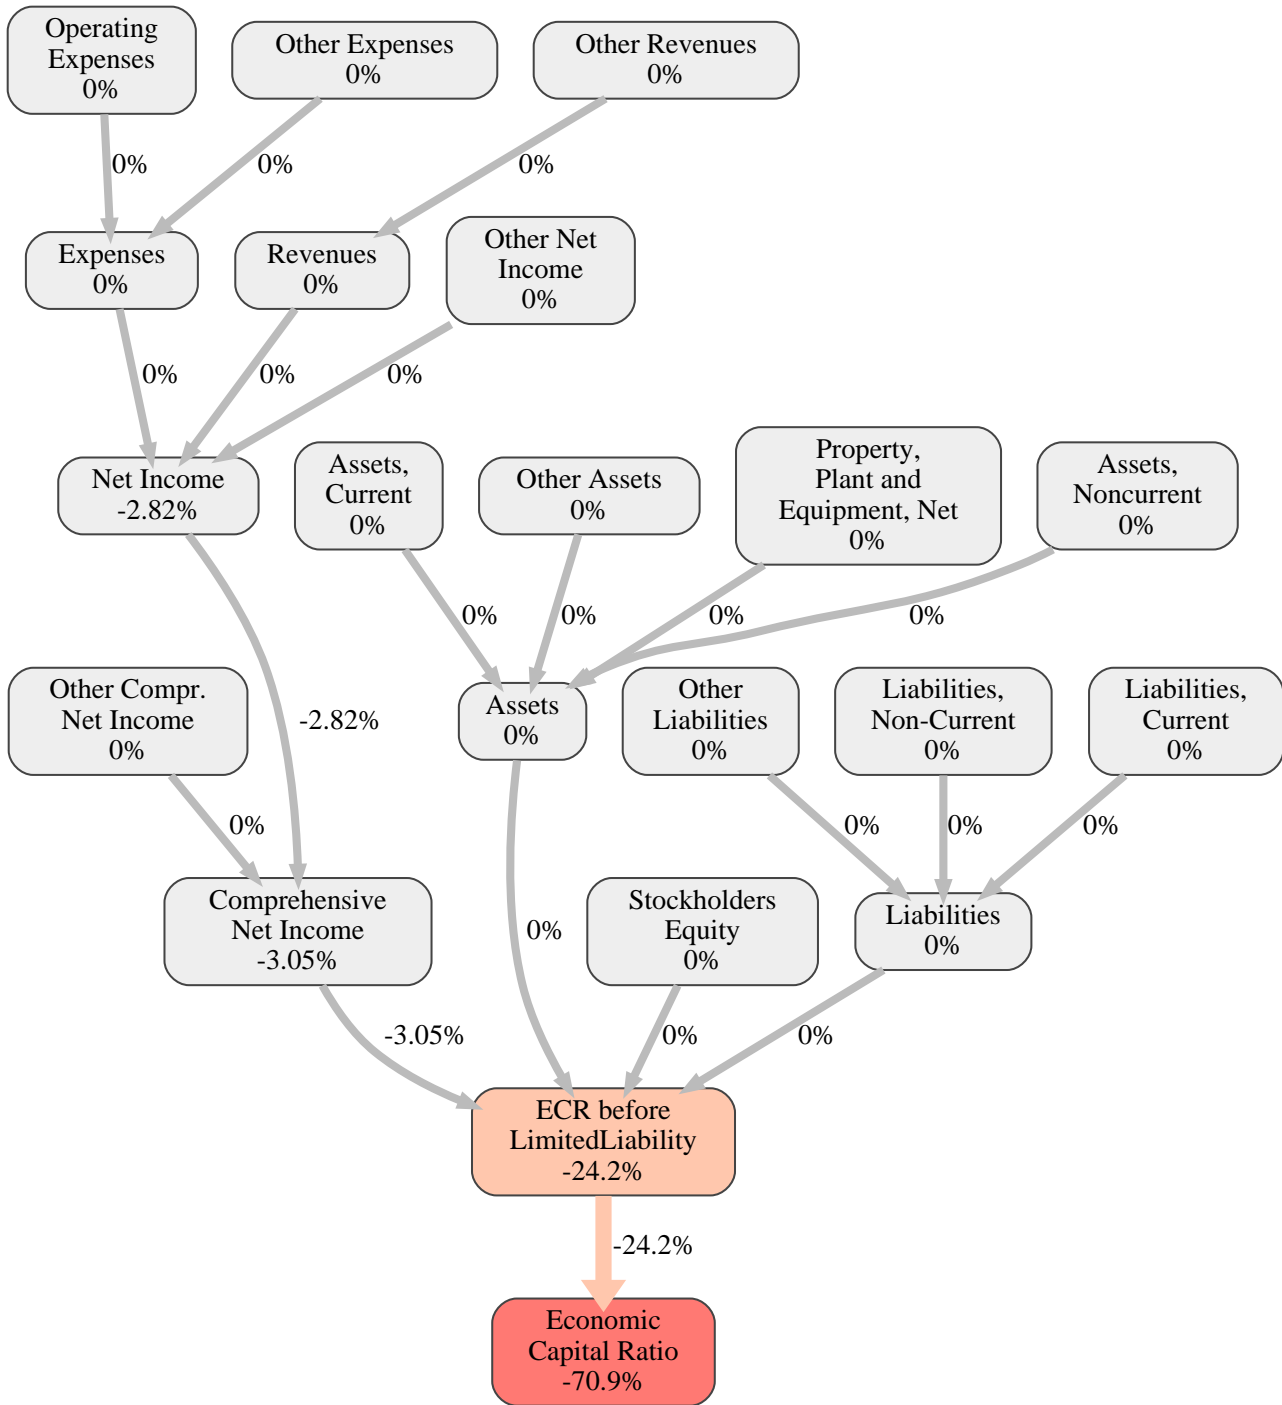 Operating
Expenses
0%
Other Expenses
0%
Other Revenues
0%
0%
0%
0%
Expenses
0%
Revenues
0%
Other Net
Income
0%
0%
0%
0%
Net Income
-2.82%
Assets,
Current
0%
Other Assets
0%
Property,
Plant and
Equipment, Net
0%
Assets,
Noncurrent
0%
0%
0%
0%
0%
Other Compr.
Net Income
0%
-2.82%
Assets
0%
Other
Liabilities
0%
Liabilities,
Non-Current
0%
Liabilities,
Current
0%
0%
0%
0%
0%
Comprehensive
Net Income
-3.05%
0%
Stockholders
Equity
0%
Liabilities
0%
-3.05%
0%
0%
ECR before
LimitedLiability
-24.2%
-24.2%
Economic
Capital Ratio
-70.9%